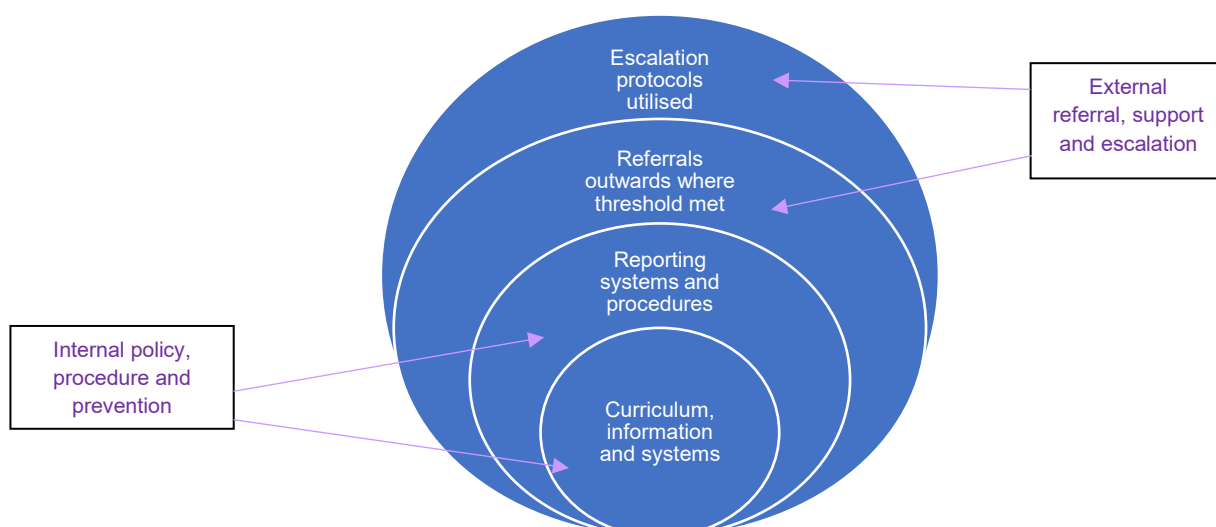 Escalation
protocols
utilised
External
referral, support
and escalation
Referrals
outwards where
threshold met
Reporting
systems and
procedures
Internal policy,
procedure and
prevention
Curriculum,
information
and systems